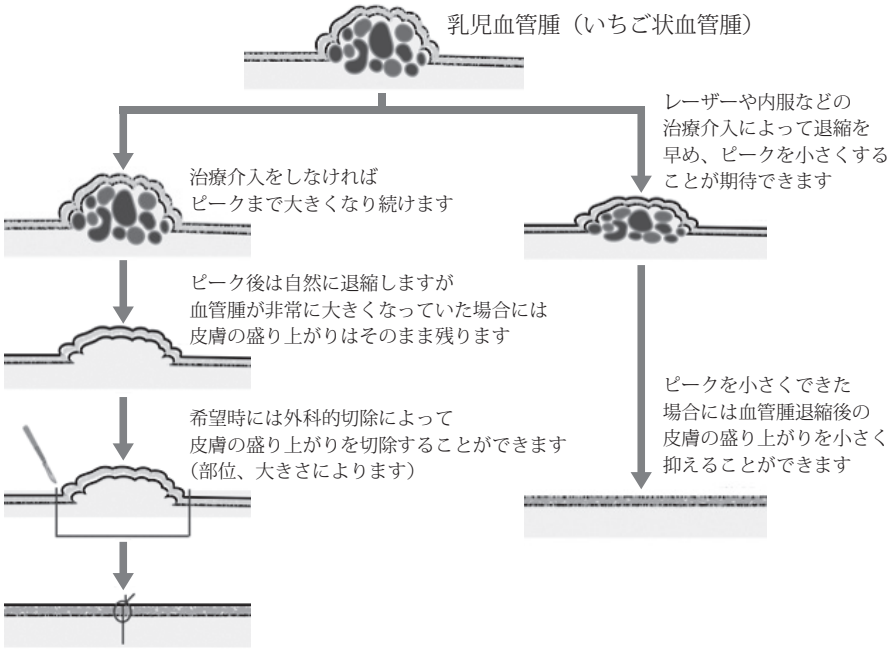 乳児血管腫（いちご状血管腫）
レーザーや内服などの
治療介入によって退縮を
早め、ピークを小さくする
ことが期待できます
治療介入をしなければ
ピークまで大きくなり続けます
ピーク後は自然に退縮しますが
血管腫が非常に大きくなっていた場合には
皮膚の盛り上がりはそのまま残ります
希望時には外科的切除によって
皮膚の盛り上がりを切除することができます
（部位、大きさによります）
ピークを小さくできた
場合には血管腫退縮後の
皮膚の盛り上がりを小さく
抑えることができます